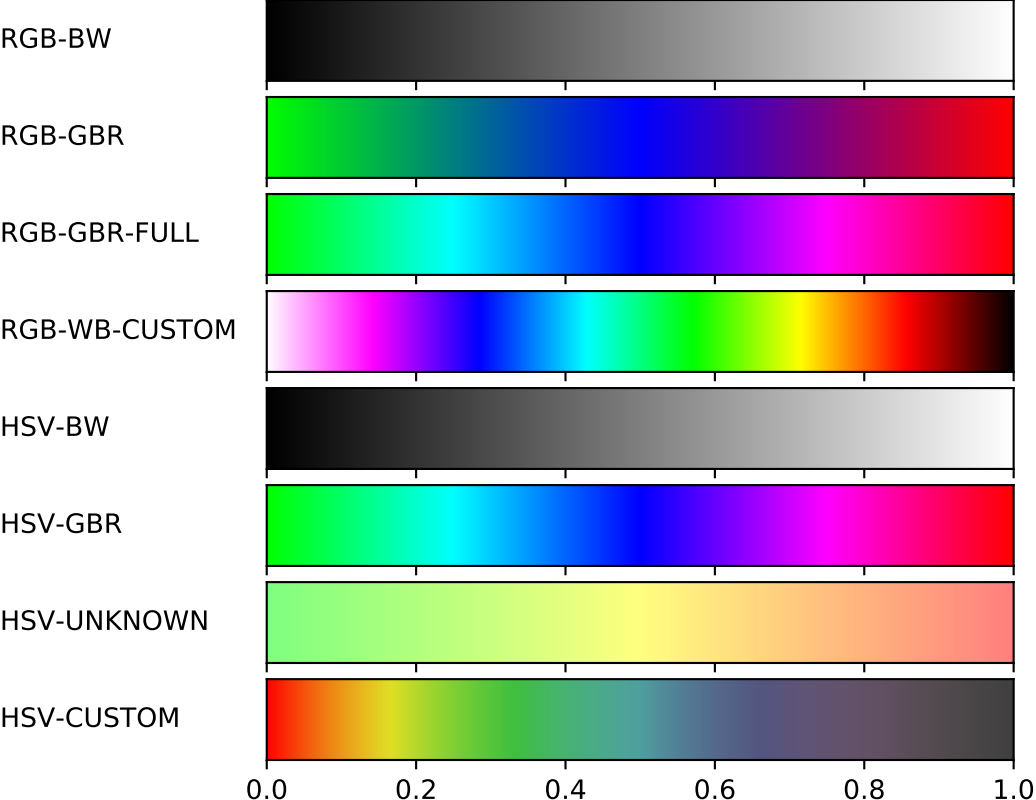 RGB-BW
RGB-GBR
RGB-GBR-FULL
RGB-WB-CUSTOM
HSV-BW
HSV-GBR
HSV-UNKNOWN
HSV-CUSTOM
0.0 0.2 0.4 0.6 0.8 1.0